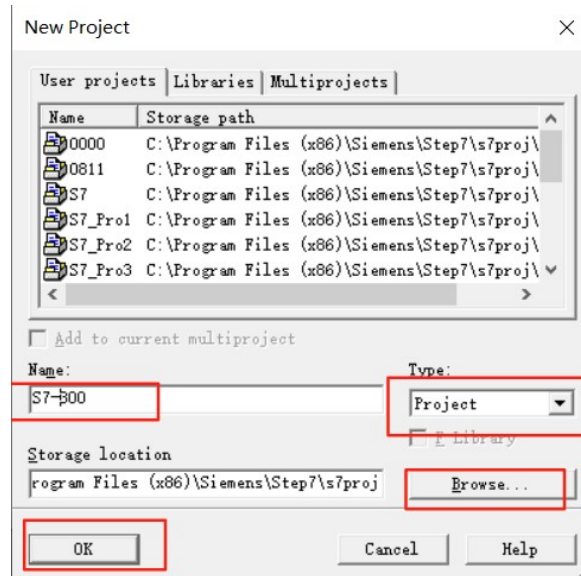 New Project
User projects Libraries Multiprojects
Name Storage path
0000 C:\Program Files (x86)\Siemens\Step7\s7proj\
0811 C:\Program Files (x86)\Siemens\Step7\s7proj\
S7 C:\Program Files (x86)\Siemens\Step7\s7proj\
S7_Pro1 C:\Program Files (x86)\Siemens\Step7\s7proj\
S7_Pro2 C:\Program Files (x86)\Siemens\Step7\s7proj\
S7_Pro3 C:\Program Files (x86)\Siemens\Step7\s7proj\
Add to current multiproject
Name: Type:
S7-300 Project
F Library
Storage location
rogram Files (x86)\Siemens\Step7\s7proj Browse...
OK Cancel Help